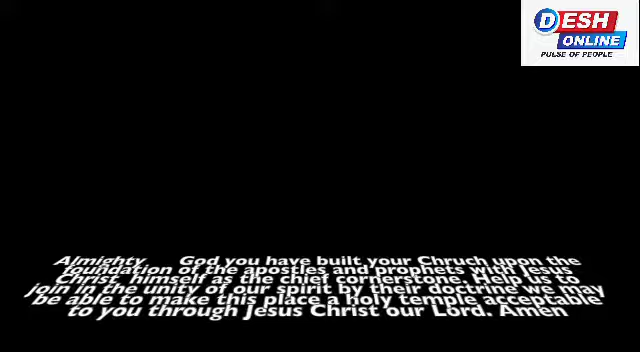 DESH
ONLINE
PULSE OF PEOPLE
Almighty God you have built your Chruch upon the
foundation of the apostles and prophets with Jesus
Christ himself as the chief cornerstone. Help us to
join in the unity of our spirit by their doctrine we may
be able to make this place a holy temple acceptable
to you through Jesus Christ our Lord. Amen